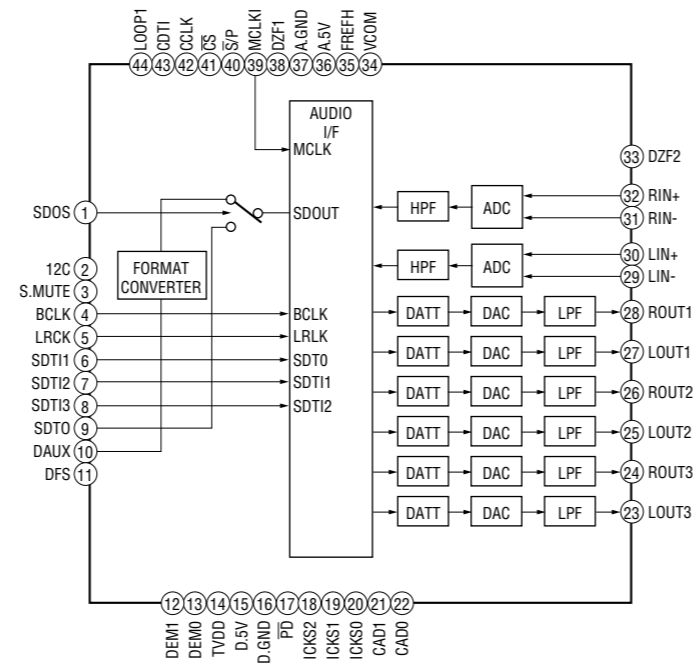 LOOP1
CDTI
CCLK
CS
S/P
MCLKI
DZF1
A.GND
A.5V
FREFH
VCOM
44 43 42 41 40 39 38 37 36 35 34
AUDIO
I/F
MCLK
SDOUT
BCLK
LRLK
SDT0
SDTI1
SDTI2
FORMAT
CONVERTER
SDOS 1
12C 2
S.MUTE 3
BCLK 4
LRCK 5
SDTI1 6
SDTI2 7
SDTI3 8
SDTO 9
DAUX 10
DFS 11
33 DZF2
HPF ADC 32 RIN+
31 RIN-
HPF ADC 30 LIN+
29 LIN-
DATT DAC LPF 28 ROUT1
DATT DAC LPF 27 LOUT1
DATT DAC LPF 26 ROUT2
DATT DAC LPF 25 LOUT2
DATT DAC LPF 24 ROUT3
DATT DAC LPF 23 LOUT3
12 13 14 15 16 17 18 19 20 21 22
DEM1
DEM0
TVDD
D.5V
D.GND
PD
ICKS2
ICKS1
ICKS0
CAD1
CAD0